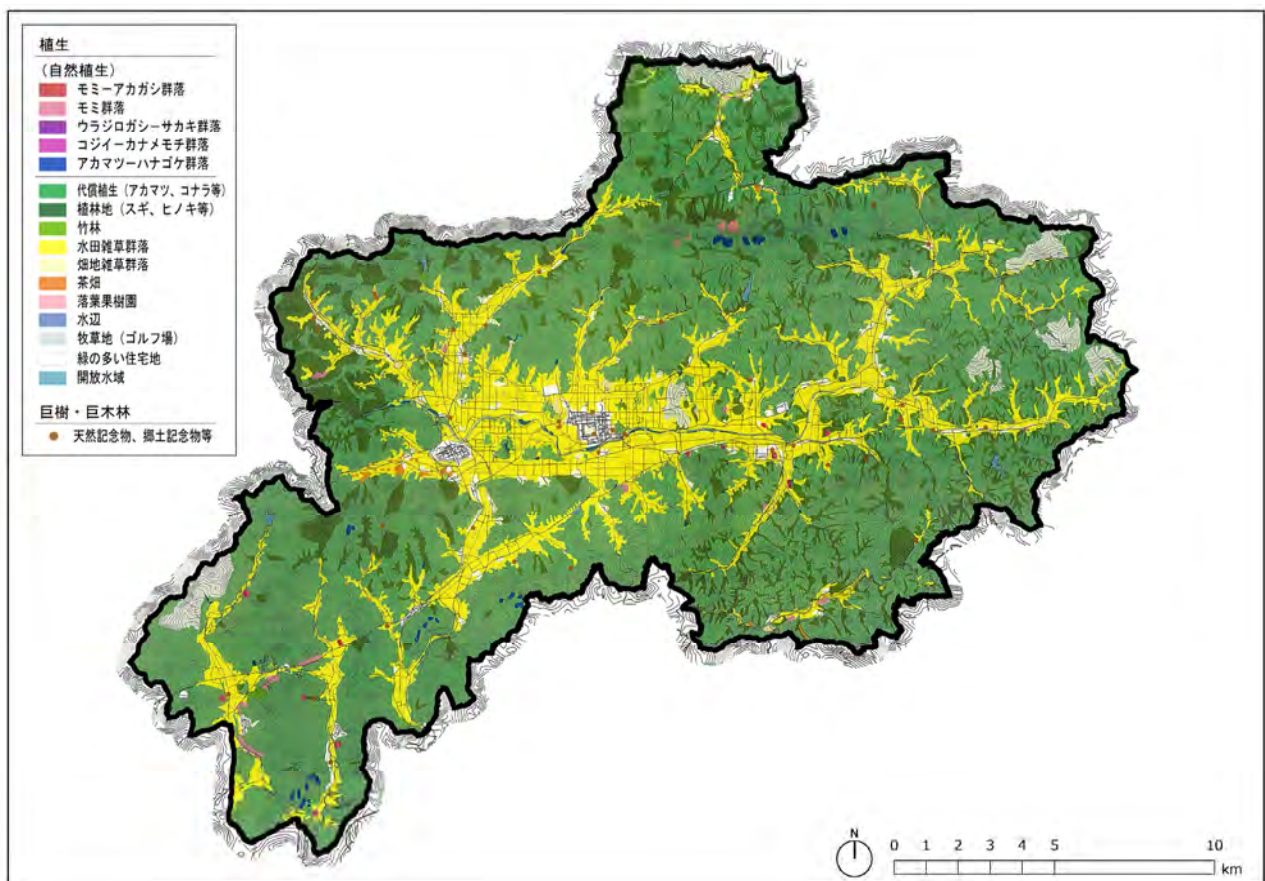 植生
(自然植生)
モミーアカガシ群落
モミ群落
ウラジロガシーサカキ群落
コジイーカナメモチ群落
アカマツーハナゴケ群落
代償植生(アカマツ、コナラ等)
植林地(スギ、ヒノキ等)
竹林
水田雑草群落
畑地雑草群落
茶畑
落葉果樹園
水辺
牧草地(ゴルフ場)
緑の多い住宅地
開放水域
巨樹・巨木林
天然記念物、郷土記念物等
N
0 1 2 3 4 5 10
km